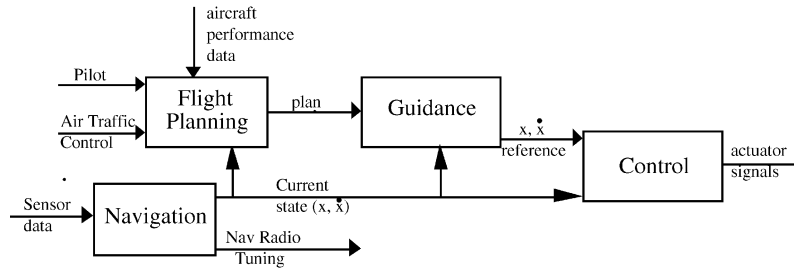 aircraft
performance
data
Pilot
Flight
Planning
plan
Guidance
Air Traffic
Control
x, ẋ
reference
Control
actuator
signals
Sensor
data
Navigation
Current
state (x, ẋ)
Nav Radio
Tuning